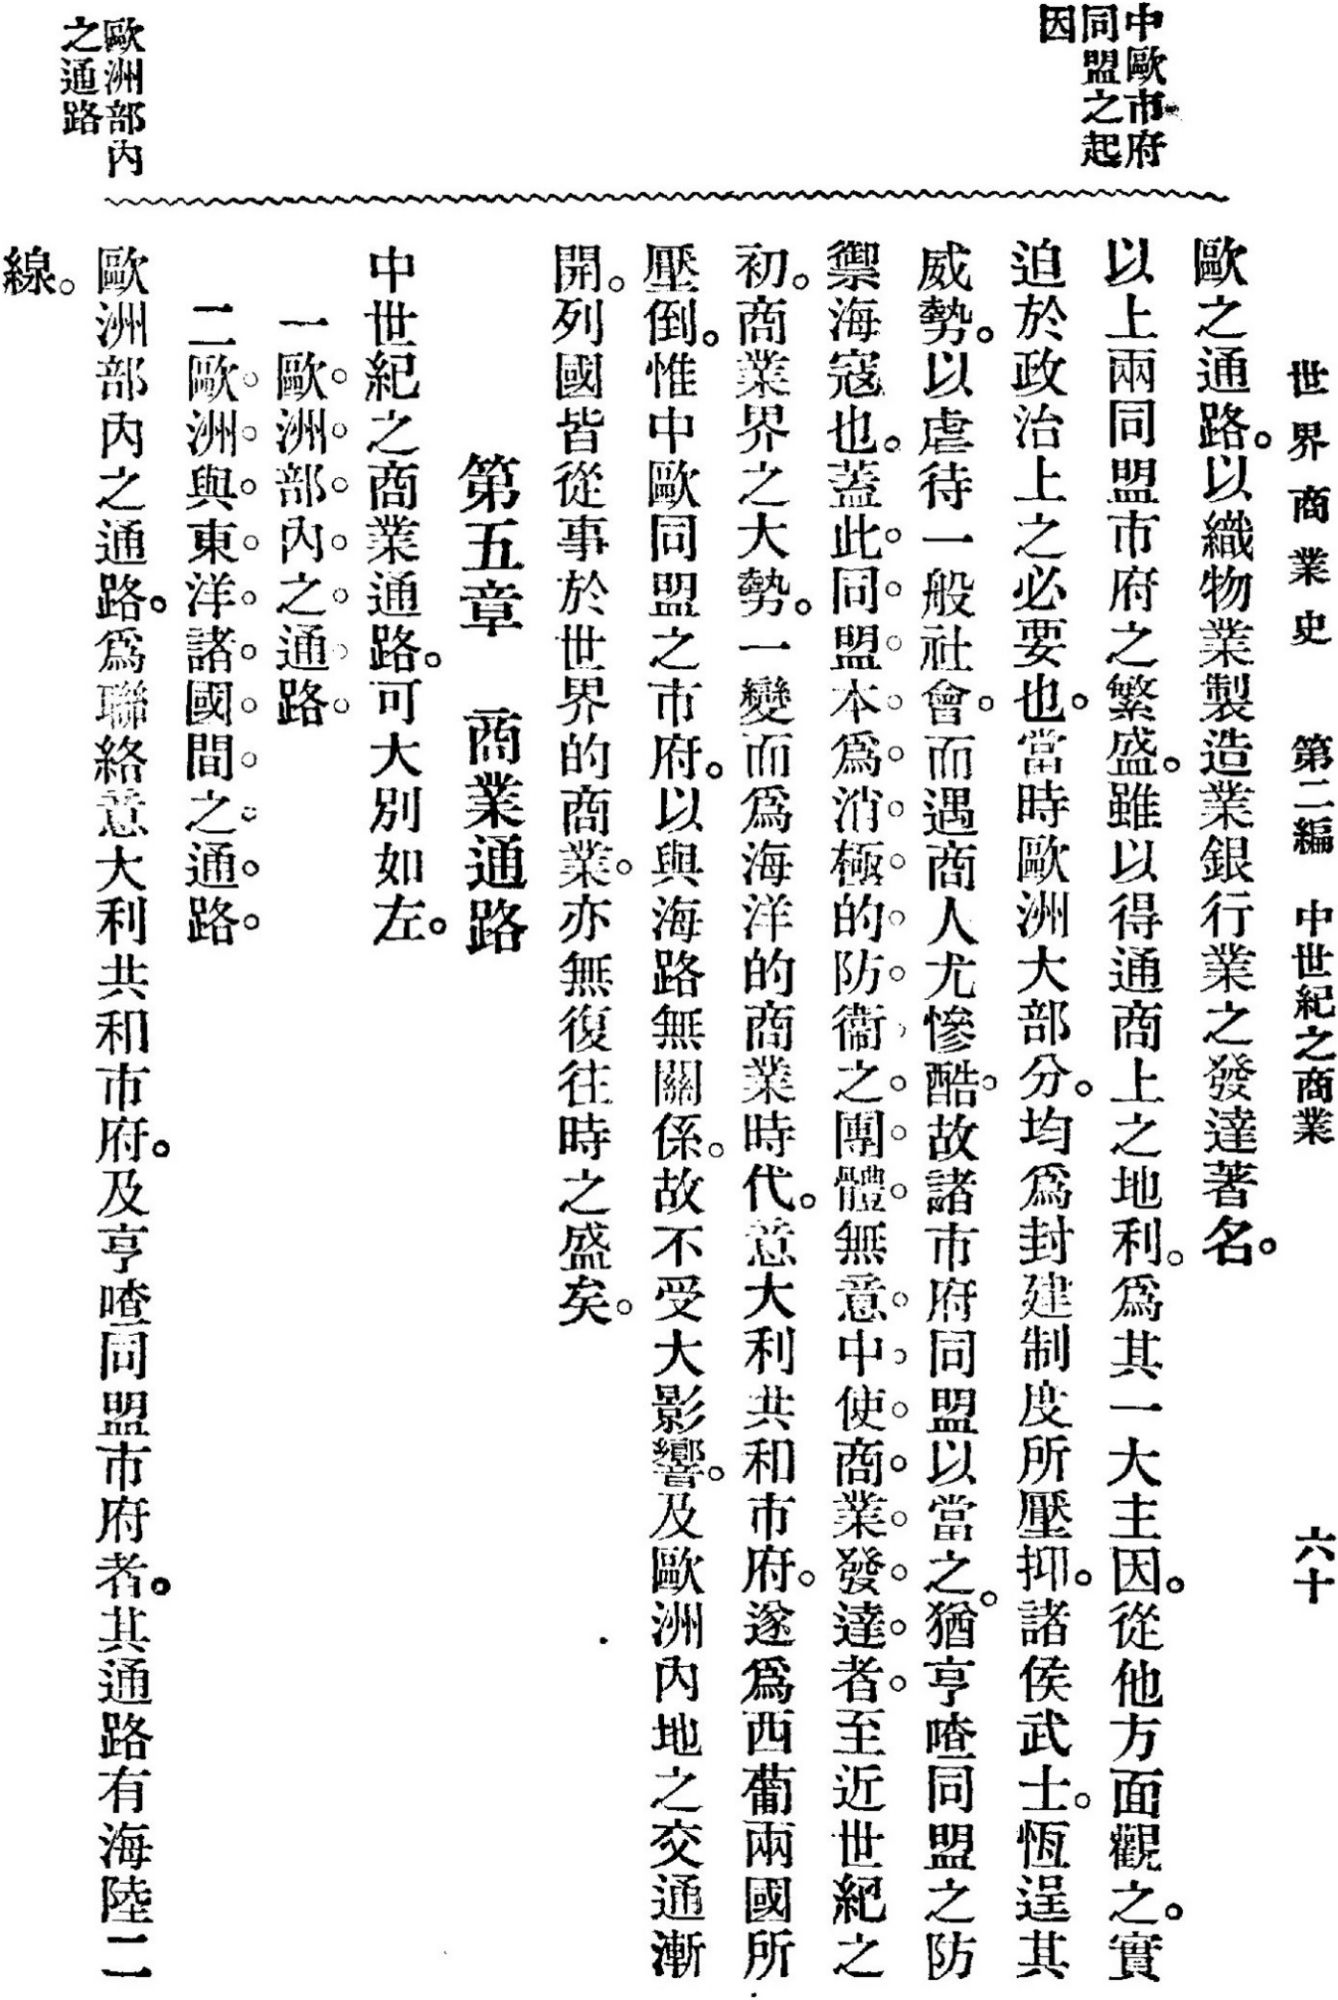 世界商業史　第二編　中世紀之商業　六十
中歐市府
同盟之起
因
歐之通路。以織物業製造業銀行業之發達著名。
以上兩同盟市府之繁盛。雖以得通商上之地利。爲其一大主因。從他方面觀之。實
迫於政治上之必要也。當時歐洲大部分。均爲封建制度所壓抑。諸侯武士。恆逞其
威勢。以虐待一般社會。而遇商人尤慘酷。故諸市府同盟以當之。猶亨喳同盟之防
禦海寇也。蓋此同盟本爲消極的防衞之團體無意中使商業發達者至近世紀之
初。商業界之大勢。一變而爲海洋的商業時代。意大利共和市府。遂爲西葡兩國所
壓倒。惟中歐同盟之市府。以與海路無關係。故不受大影響。及歐洲內地之交通漸
開。列國皆從事於世界的商業。亦無復往時之盛矣。
第五章　商業通路
中世紀之商業通路。可大別如左。
一歐洲部內之通路
二歐洲與東洋諸國間之通路
歐洲部內
之通路
歐洲部內之通路。爲聯絡意大利共和市府。及亨喳同盟市府者。其通路有海陸二
線。